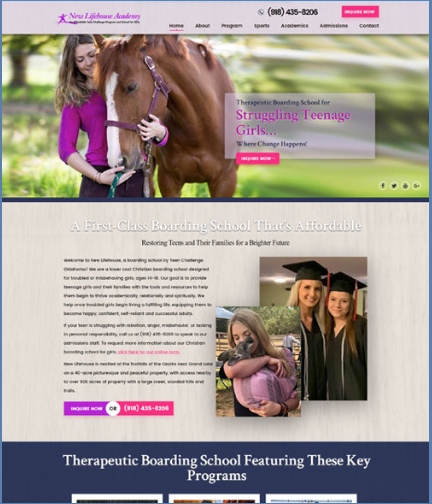 New Lifehouse Academy
(918) 435-8206
INQUIRE NOW
Home About Program Sports Academics Admissions Contact
Therapeutic Boarding School for
Struggling Teenage
Girls...
Where Change Happens!
INQUIRE NOW
A First-Class Boarding School That's Affordable
Restoring Teens and Their Families for a Brighter Future
Welcome to New Lifehouse, a boarding school by Teen Challenge
Oklahoma! We are a lower cost Christian boarding school designed
for troubled or misbehaving girls, ages 14-18. Our goal is to provide
teenage girls and their families with the tools and resources to help
them begin to thrive academically, relationally and spiritually. We
help once troubled girls begin living a fulfilling life, equipping them to
become happy, confident, self-reliant and successful adults.
If your teen is struggling with rebellion, anger, misbehavior, or lacking
in personal responsibility, call us at (918) 435-8206 to speak to our
admissions staff. To request more information about our Christian
boarding school for girls, click here for our online form.
New Lifehouse is nestled at the foothills of the Ozarks near Grand Lake
on a 40-acre picturesque and peaceful property, with access nearby
to over 500 acres of property with a large creek, wooded hills and
trails.
INQUIRE NOW OR (918) 435-8206
Therapeutic Boarding School Featuring These Key
Programs